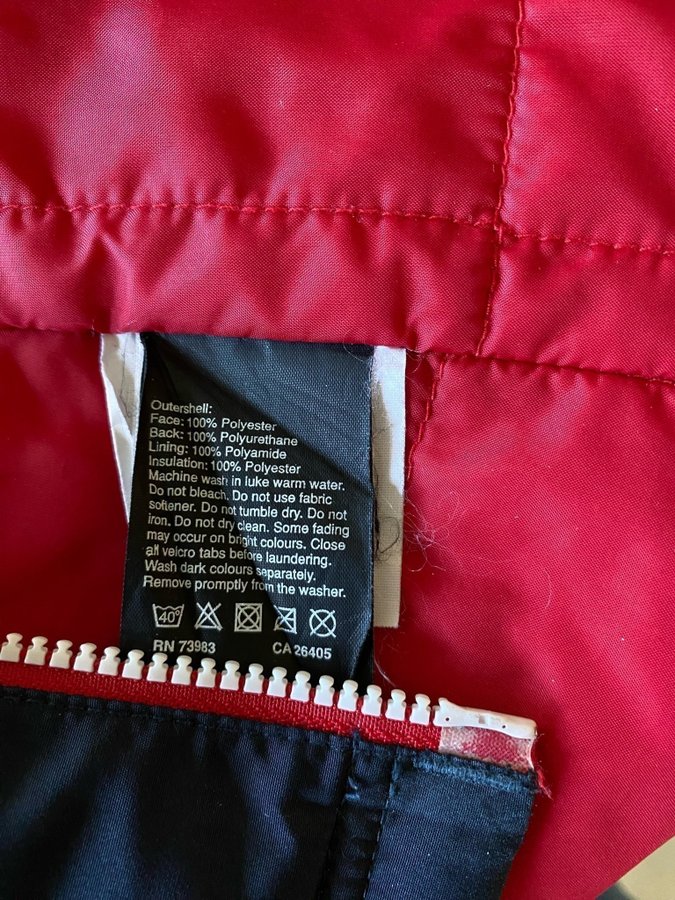 Outershell:
Face: 100% Polyester
Back: 100% Polyurethane
Lining: 100% Polyamide
Insulation: 100% Polyester
Machine wash in luke warm water.
Do not bleach. Do not use fabric
softener. Do not tumble dry. Do not
iron. Do not dry clean. Some fading
may occur on bright colours. Close
all velcro tabs before laundering.
Wash dark colours separately.
Remove promptly from the washer.
40°
RN 73983 CA 26405